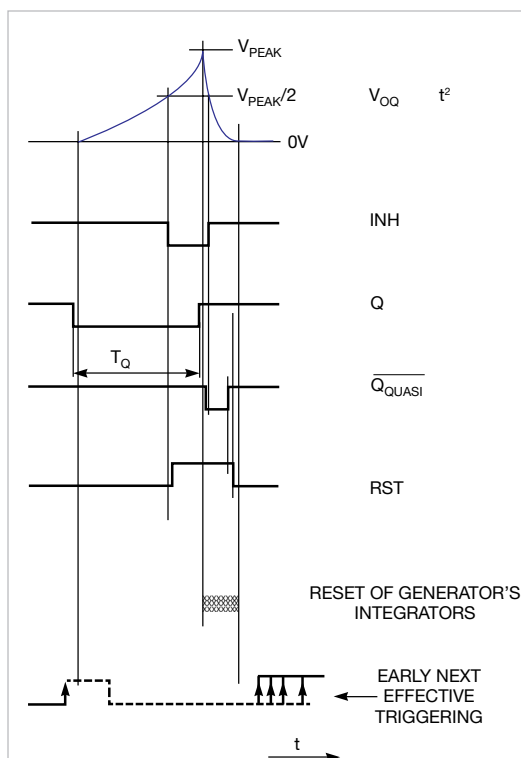 V_PEAK
V_PEAK/2
V_OQ t²
0V
INH
Q
T_Q
Q_QUASI
RST
RESET OF GENERATOR'S
INTEGRATORS
EARLY NEXT
EFFECTIVE
TRIGGERING
t